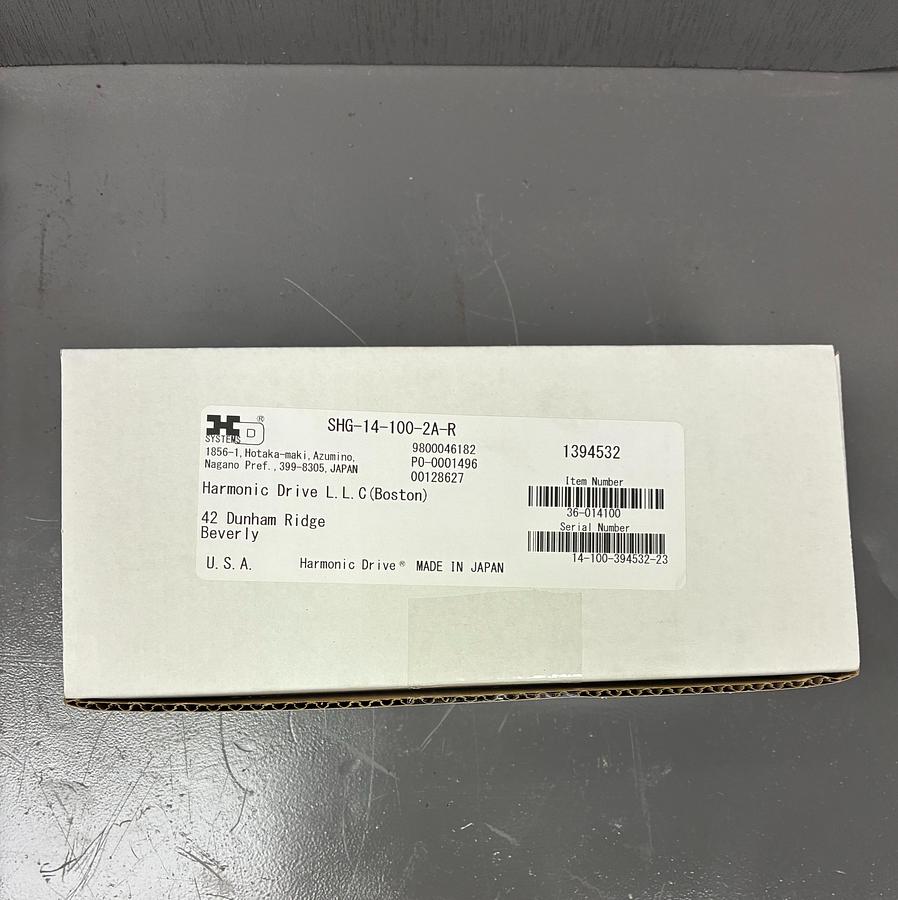 HD®
SYSTEMS
SHG-14-100-2A-R
1856-1,Hotaka-maki,Azumino,
Nagano Pref.,399-8305,JAPAN
9800046182
PO-0001496
00128627
1394532
Harmonic Drive L.L.C(Boston)
42 Dunham Ridge
Beverly
U.S.A.
Harmonic Drive® MADE IN JAPAN
Item Number
36-014100
Serial Number
14-100-394532-23